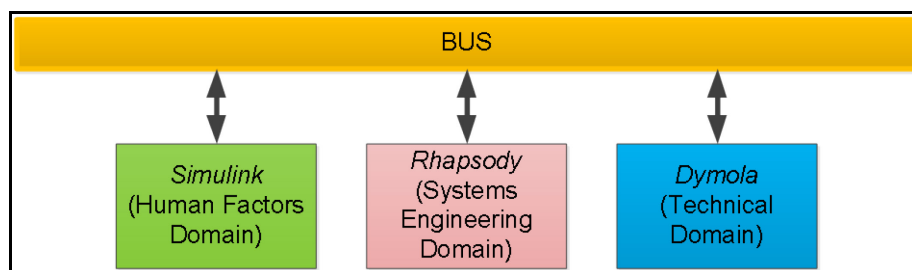 BUS
Simulink
(Human Factors
Domain)
Rhapsody
(Systems
Engineering
Domain)
Dymola
(Technical
Domain)